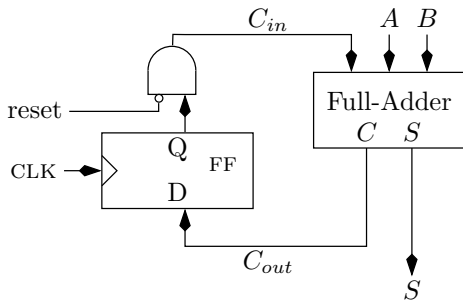 C_in A B
reset
Full-Adder
C S
Q
CLK FF
D
C_out
S